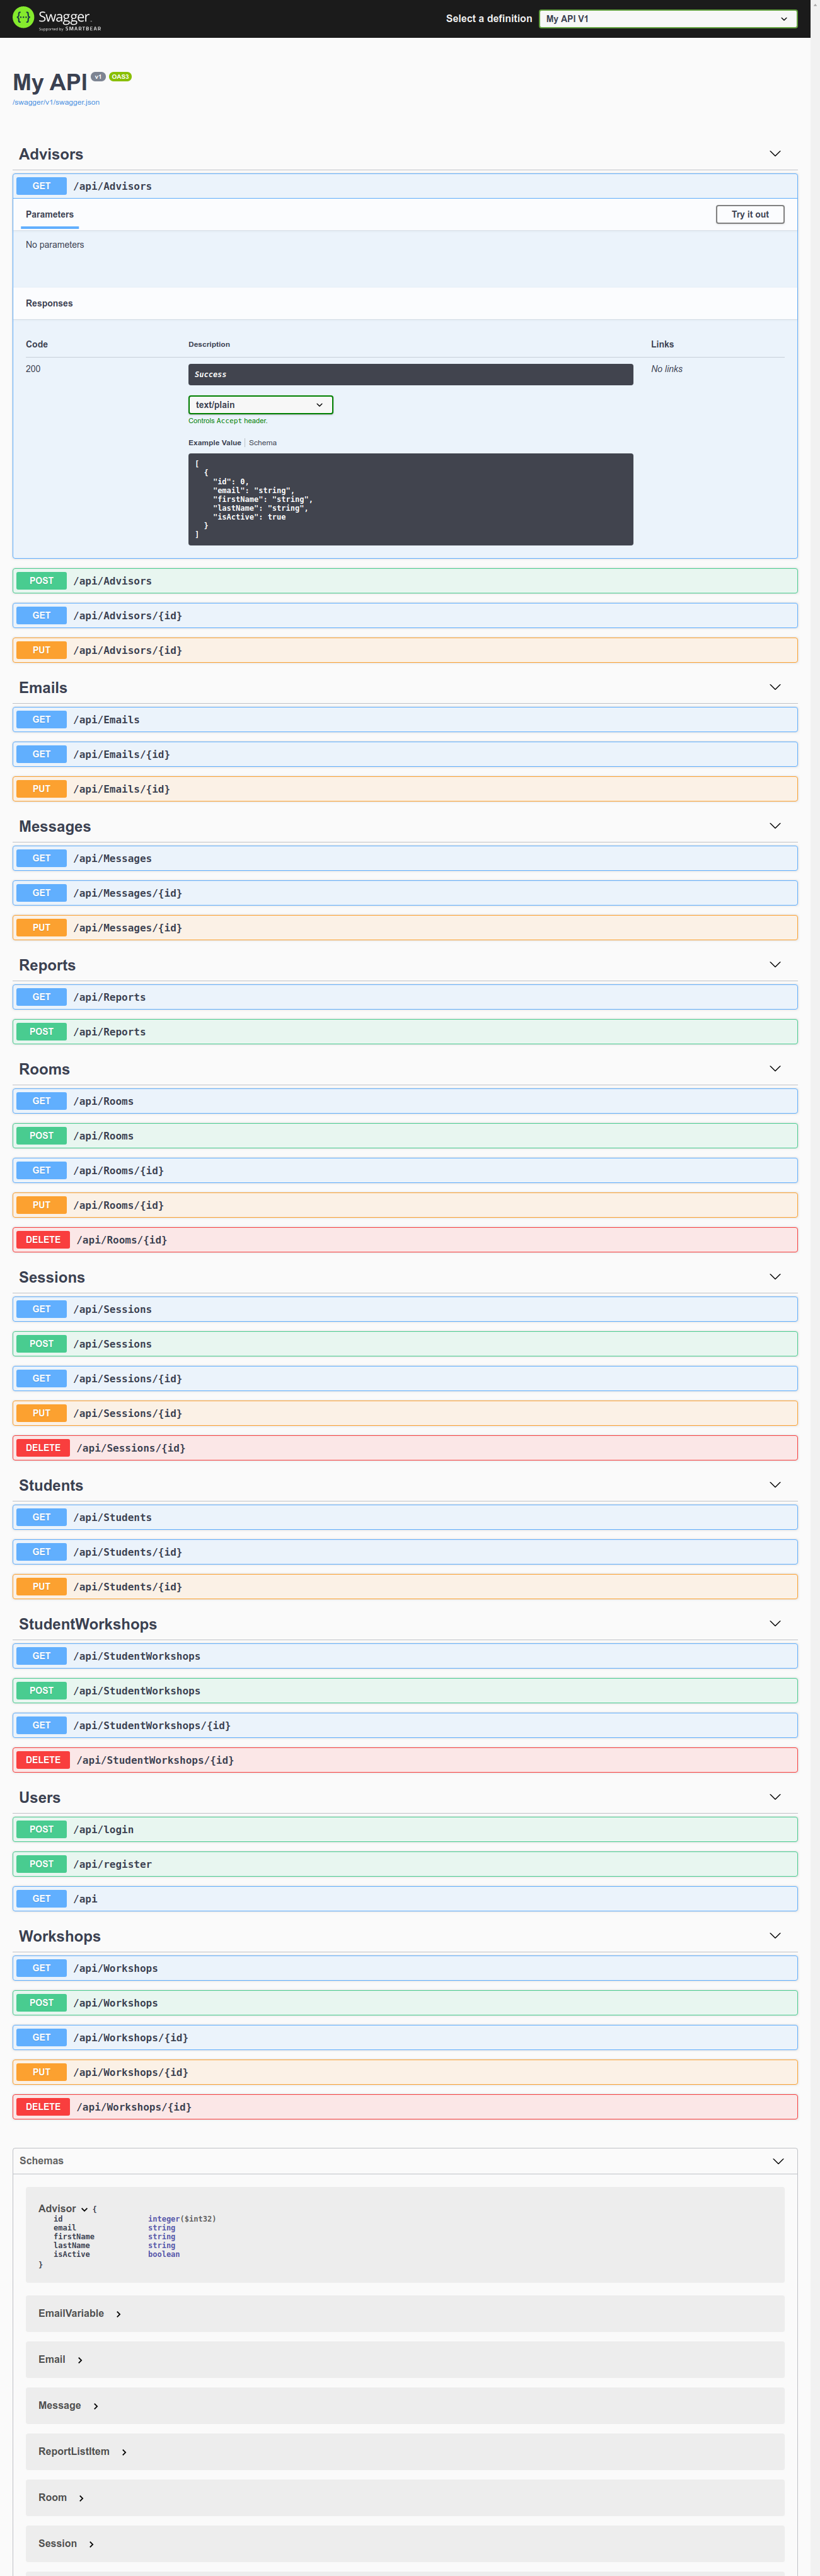 Swagger.
Supported by SMARTBEAR
Select a definition
My API V1
My API v1 OAS3
/swagger/v1/swagger.json
Advisors
GET /api/Advisors
Parameters
Try it out
No parameters
Responses
Code Description Links
200 Success No links
text/plain
Controls Accept header.
Example Value Schema
[
{
"id": 0,
"email": "string",
"firstName": "string",
"lastName": "string",
"isActive": true
}
]
POST /api/Advisors
GET /api/Advisors/{id}
PUT /api/Advisors/{id}
Emails
GET /api/Emails
GET /api/Emails/{id}
PUT /api/Emails/{id}
Messages
GET /api/Messages
GET /api/Messages/{id}
PUT /api/Messages/{id}
Reports
GET /api/Reports
POST /api/Reports
Rooms
GET /api/Rooms
POST /api/Rooms
GET /api/Rooms/{id}
PUT /api/Rooms/{id}
DELETE /api/Rooms/{id}
Sessions
GET /api/Sessions
POST /api/Sessions
GET /api/Sessions/{id}
PUT /api/Sessions/{id}
DELETE /api/Sessions/{id}
Students
GET /api/Students
GET /api/Students/{id}
PUT /api/Students/{id}
StudentWorkshops
GET /api/StudentWorkshops
POST /api/StudentWorkshops
GET /api/StudentWorkshops/{id}
DELETE /api/StudentWorkshops/{id}
Users
POST /api/login
POST /api/register
GET /api
Workshops
GET /api/Workshops
POST /api/Workshops
GET /api/Workshops/{id}
PUT /api/Workshops/{id}
DELETE /api/Workshops/{id}
Schemas
Advisor {
id integer($int32)
email string
firstName string
lastName string
isActive boolean
}
EmailVariable
Email
Message
ReportListItem
Room
Session